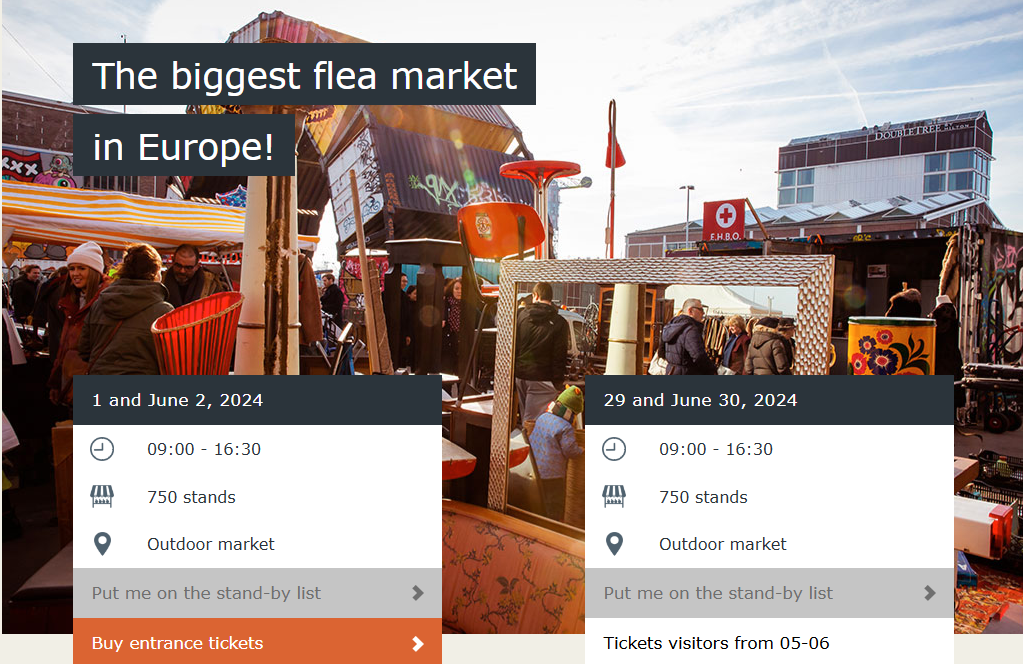 The biggest flea market
in Europe!
DOUBLETREE
F.H.B.O.
XXX
1 and June 2, 2024
09:00 - 16:30
750 stands
Outdoor market
Put me on the stand-by list
Buy entrance tickets
29 and June 30, 2024
09:00 - 16:30
750 stands
Outdoor market
Put me on the stand-by list
Tickets visitors from 05-06